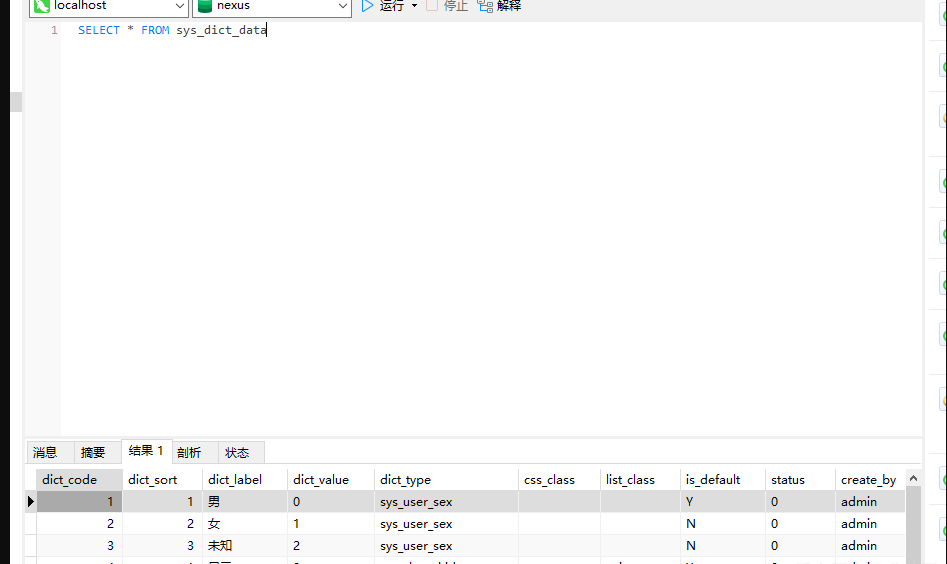 localhost nexus 运行 停止 解释
1 SELECT * FROM sys_dict_data
消息 摘要 结果 1 剖析 状态
dict_code dict_sort dict_label dict_value dict_type css_class list_class is_default status create_by
1 1 男 0 sys_user_sex Y 0 admin
2 2 女 1 sys_user_sex N 0 admin
3 3 未知 2 sys_user_sex N 0 admin